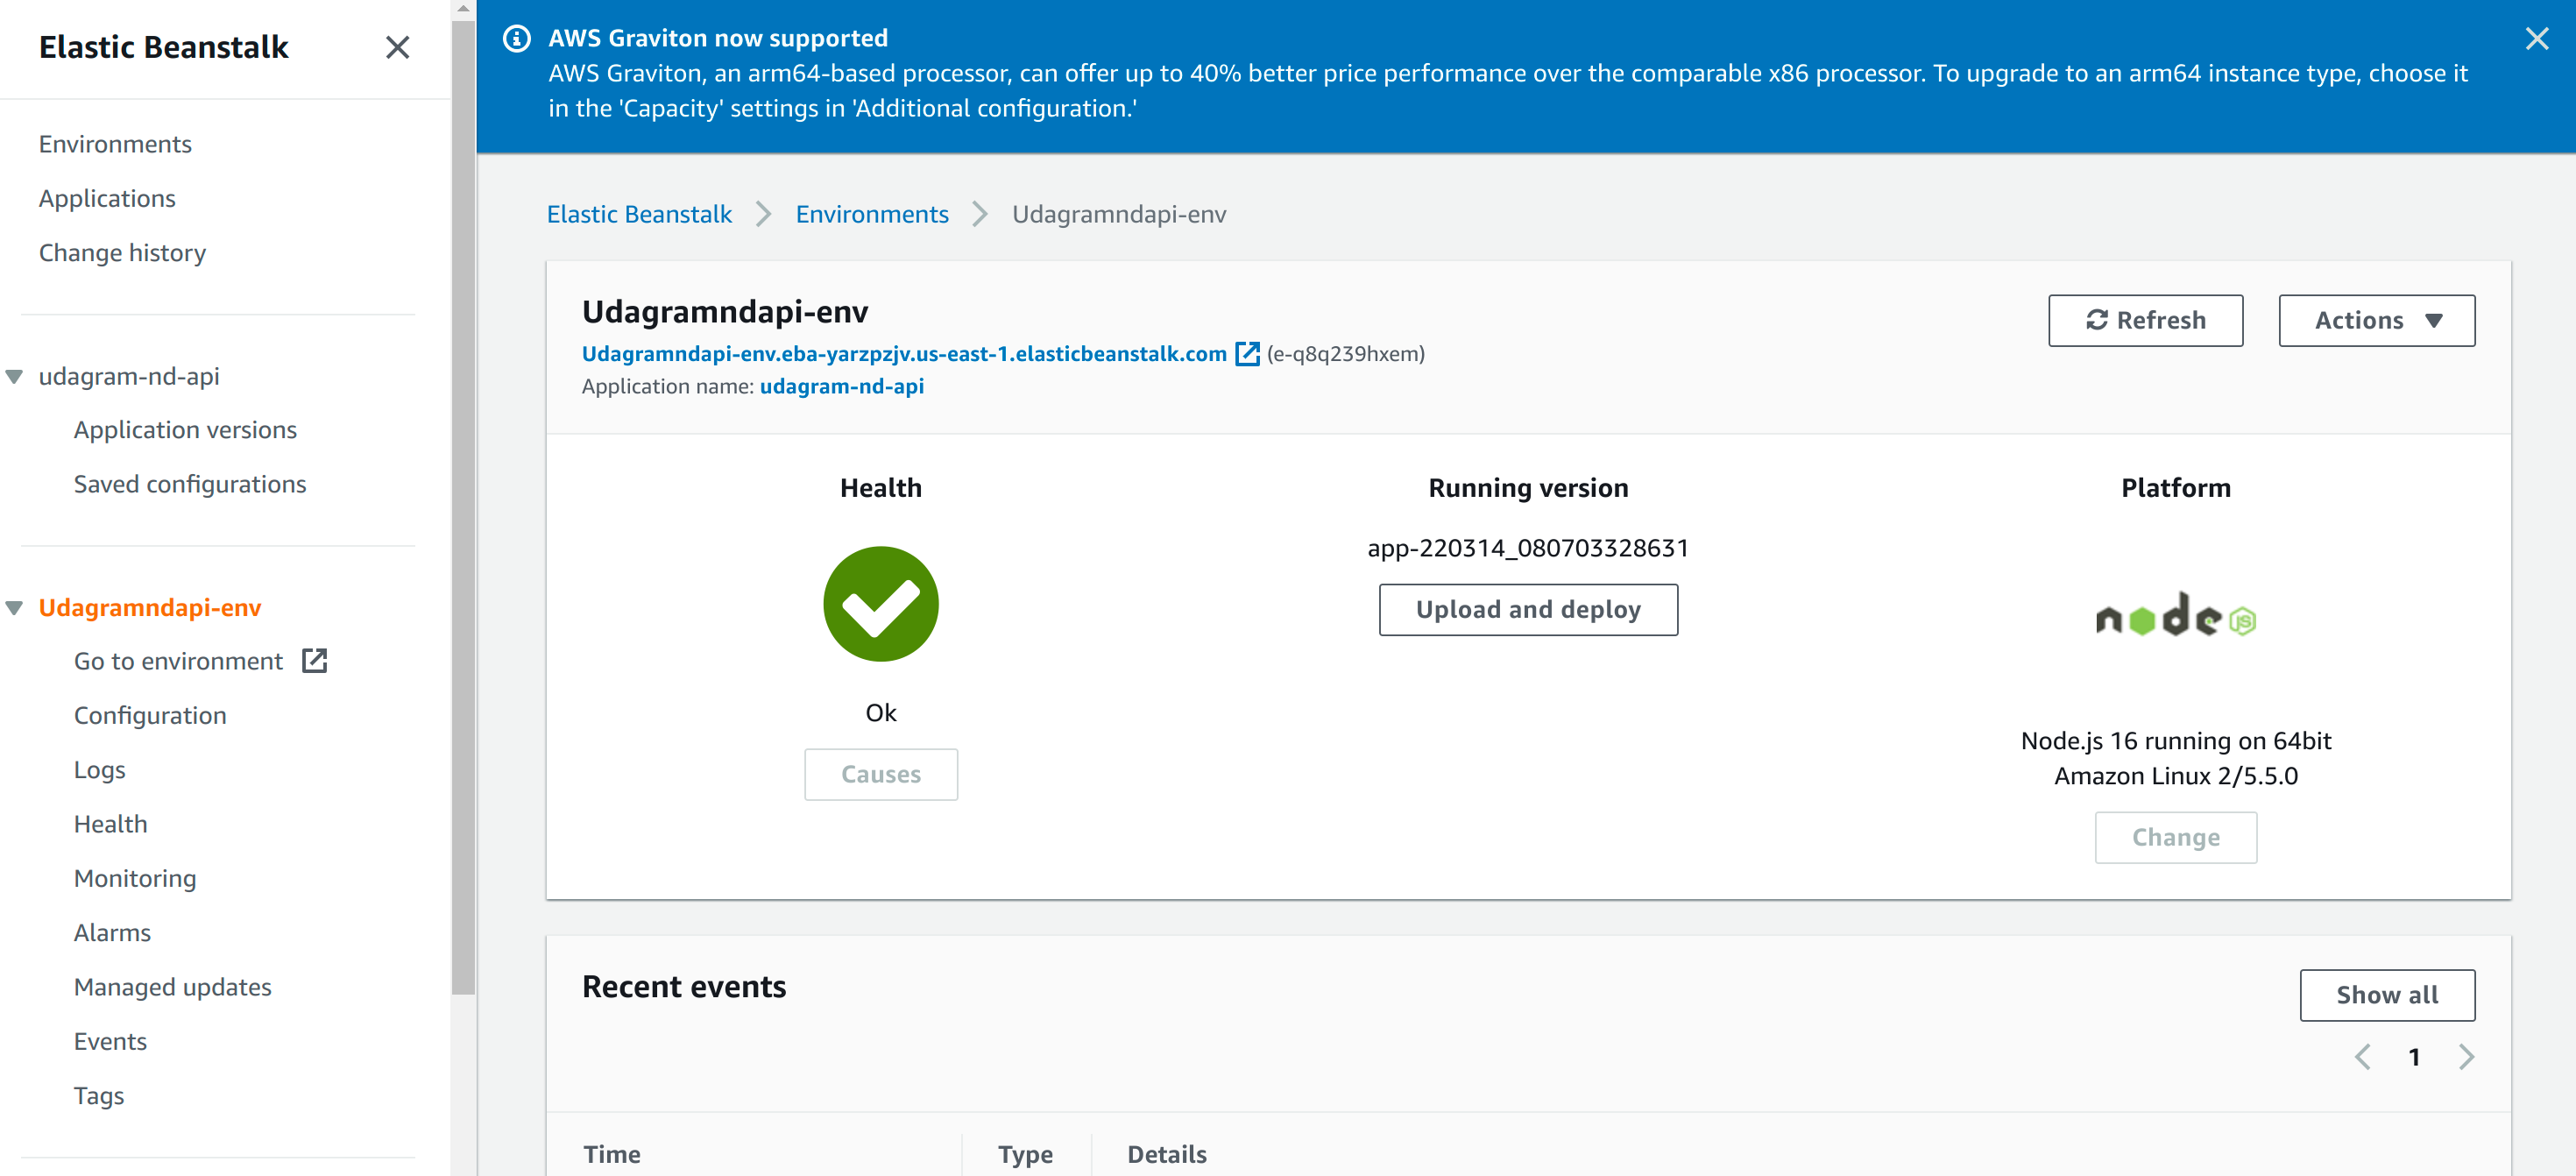 Elastic Beanstalk
Environments
Applications
Change history
udagram-nd-api
Application versions
Saved configurations
Udagramndapi-env
Go to environment
Configuration
Logs
Health
Monitoring
Alarms
Managed updates
Events
Tags
AWS Graviton now supported
AWS Graviton, an arm64-based processor, can offer up to 40% better price performance over the comparable x86 processor. To upgrade to an arm64 instance type, choose it
in the 'Capacity' settings in 'Additional configuration.'
Elastic Beanstalk Environments Udagramndapi-env
Udagramndapi-env
Udagramndapi-env.eba-yarzpzjv.us-east-1.elasticbeanstalk.com (e-q8q239hxem)
Application name: udagram-nd-api
Refresh
Actions
Health
Ok
Causes
Running version
app-220314_080703328631
Upload and deploy
Platform
node JS
Node.js 16 running on 64bit
Amazon Linux 2/5.5.0
Change
Recent events
Show all
1
Time Type Details